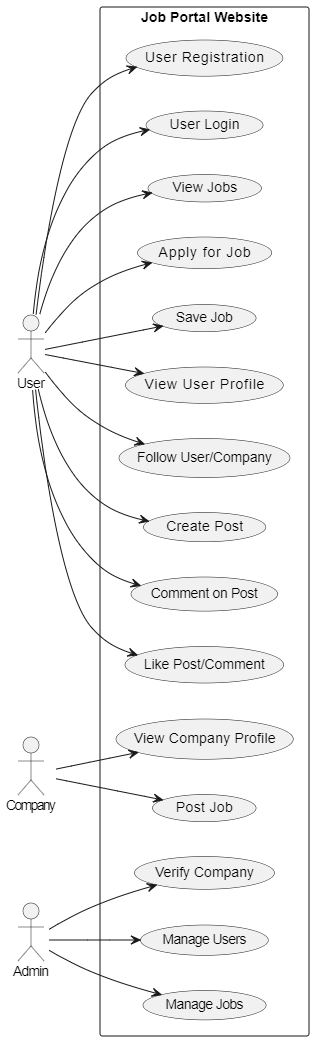 Job Portal Website
User Registration
User Login
View Jobs
Apply for Job
Save Job
User
View User Profile
Follow User/Company
Create Post
Comment on Post
Like Post/Comment
View Company Profile
Company
Post Job
Verify Company
Admin
Manage Users
Manage Jobs